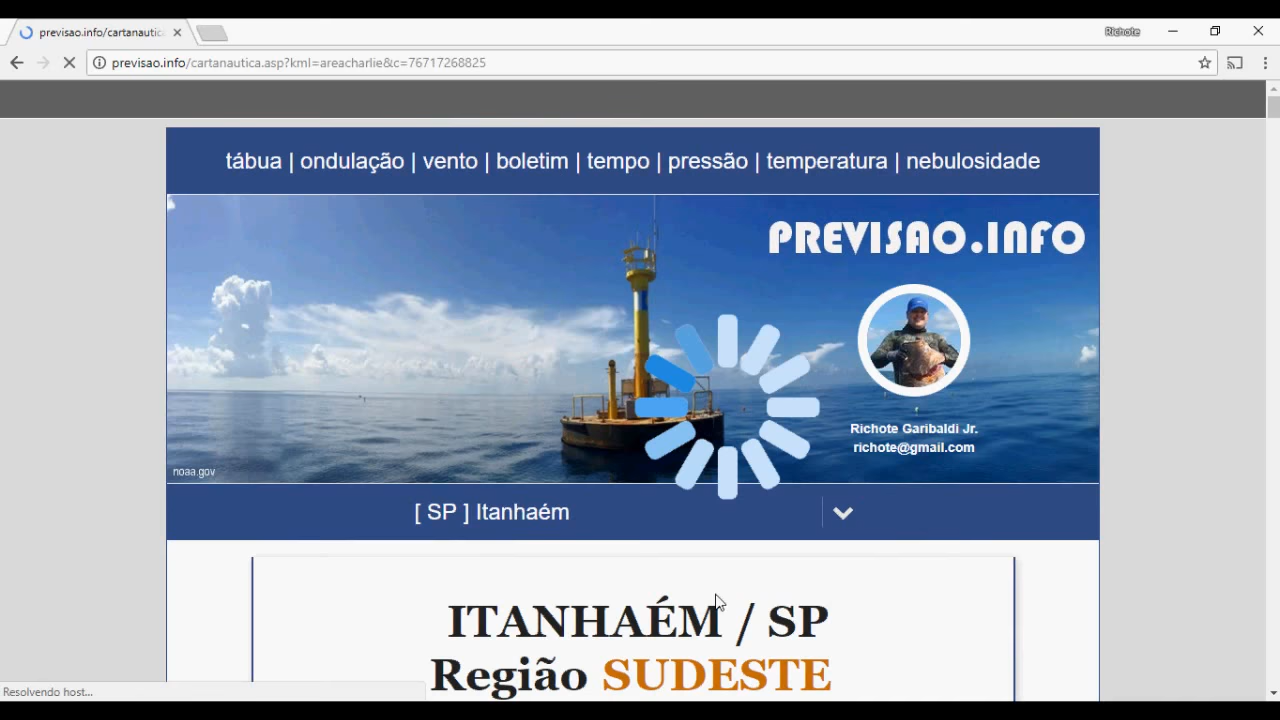 previsao.info/cartanautic
Richote
previsao.info/cartanautica.asp?kml=areacharlie&c=76717268825
tábua | ondulação | vento | boletim | tempo | pressão | temperatura | nebulosidade
PREVISAO.INFO
Richote Garibaldi Jr.
richote@gmail.com
noaa.gov
[ SP ] Itanhaém
ITANHAÉM / SP
Região SUDESTE
Resolvendo host...